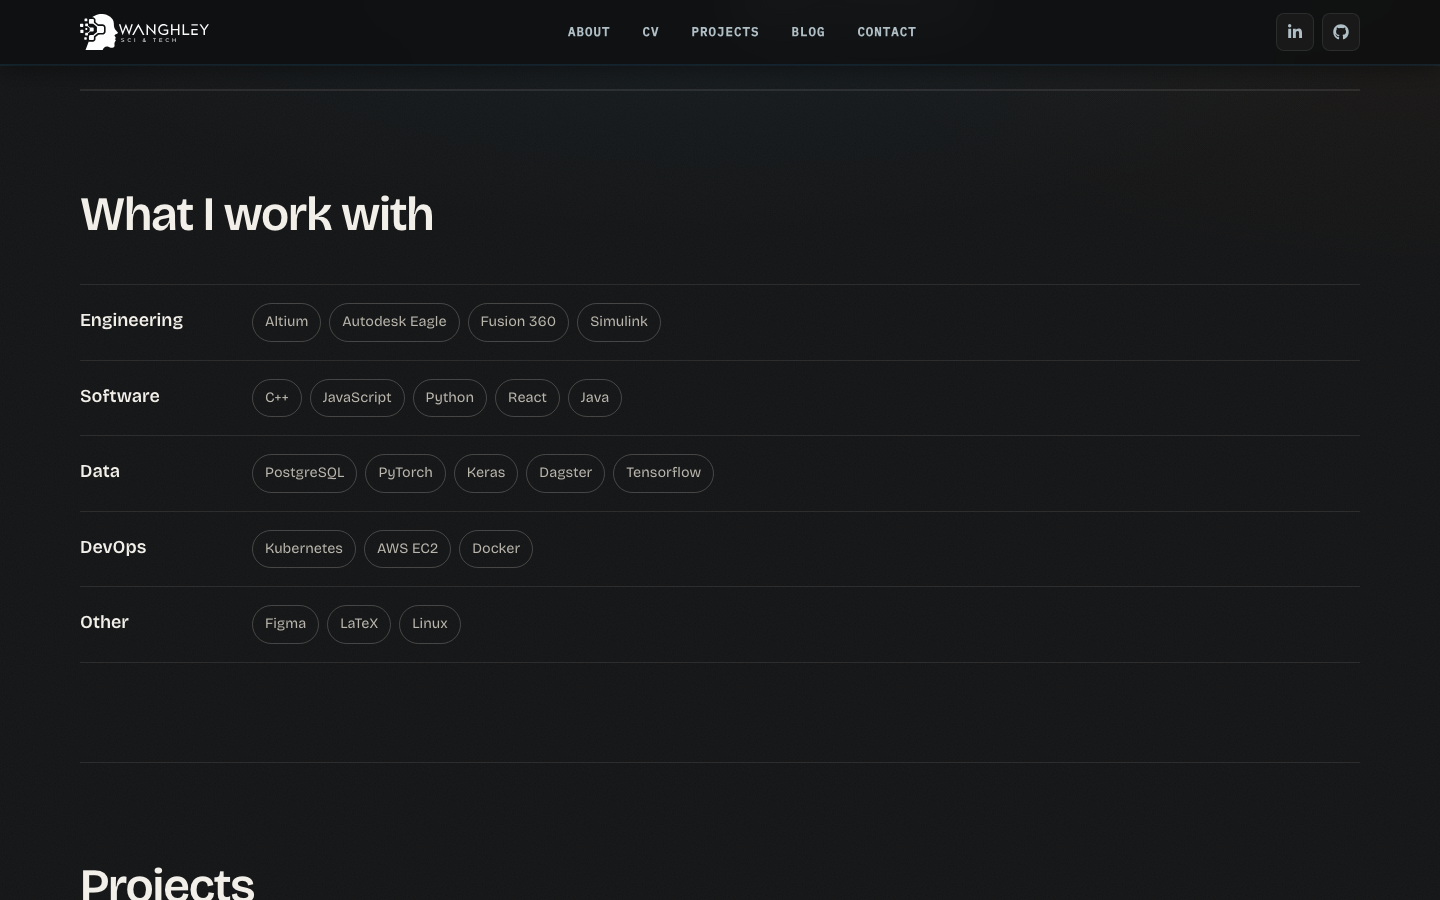 WANGHLEY
SCI & TECH
ABOUT CV PROJECTS BLOG CONTACT
in
What I work with
Engineering Altium Autodesk Eagle Fusion 360 Simulink
Software C++ JavaScript Python React Java
Data PostgreSQL PyTorch Keras Dagster Tensorflow
DevOps Kubernetes AWS EC2 Docker
Other Figma LaTeX Linux
Projects